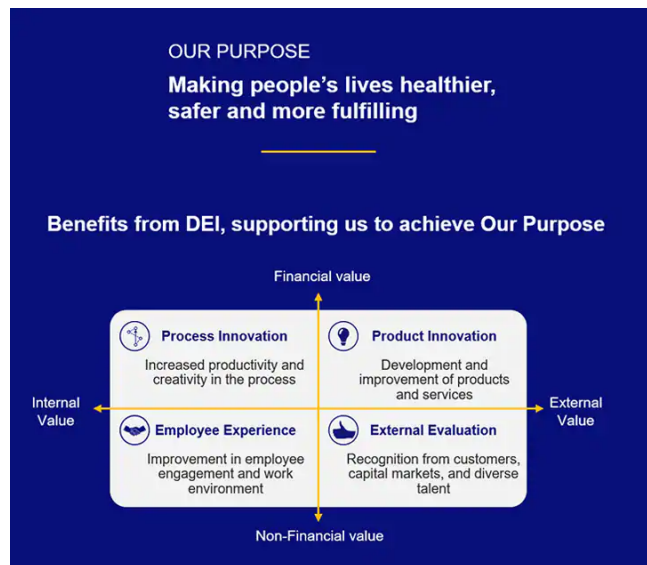 OUR PURPOSE
Making people's lives healthier,
safer and more fulfilling
Benefits from DEI, supporting us to achieve Our Purpose
Financial value
Process Innovation
Increased productivity and
creativity in the process
Product Innovation
Development and
improvement of products
and services
Internal
Value
External
Value
Employee Experience
Improvement in employee
engagement and work
environment
External Evaluation
Recognition from customers,
capital markets, and diverse
talent
Non-Financial value